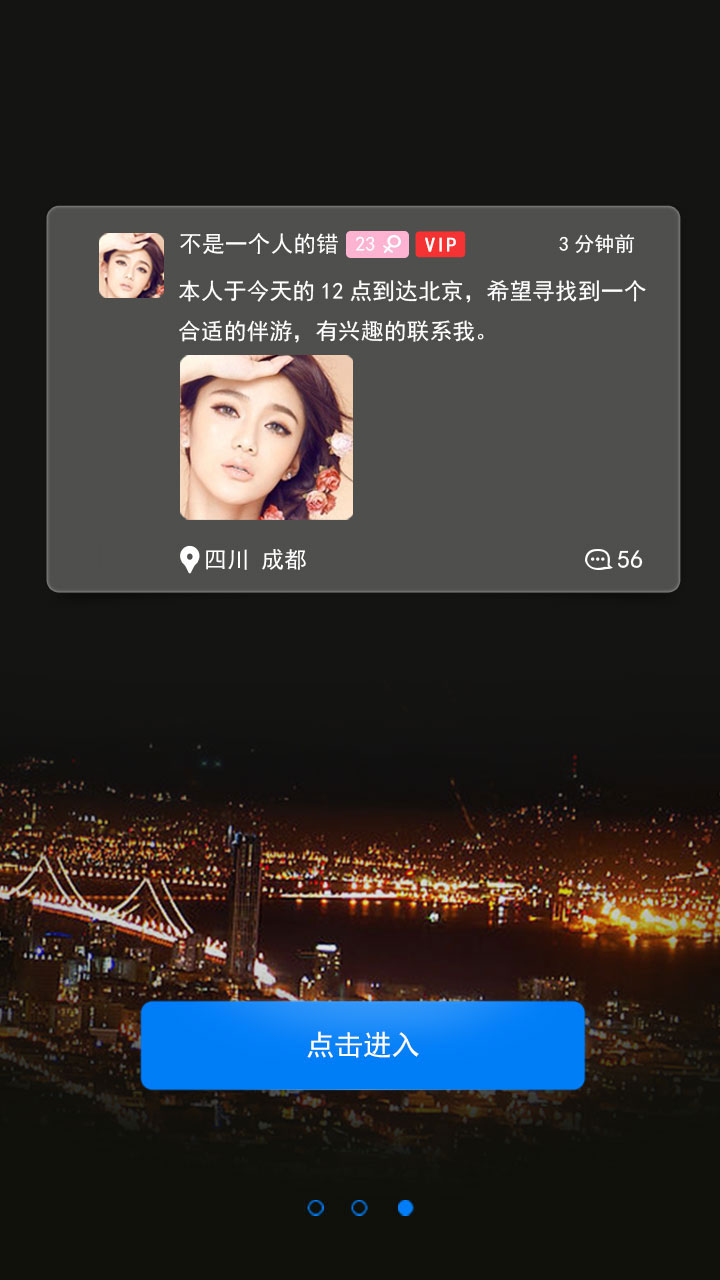 不是一个人的错 23 VIP 3 分钟前
本人于今天的 12 点到达北京，希望寻找到一个
合适的伴游，有兴趣的联系我。
四川 成都 56
点击进入